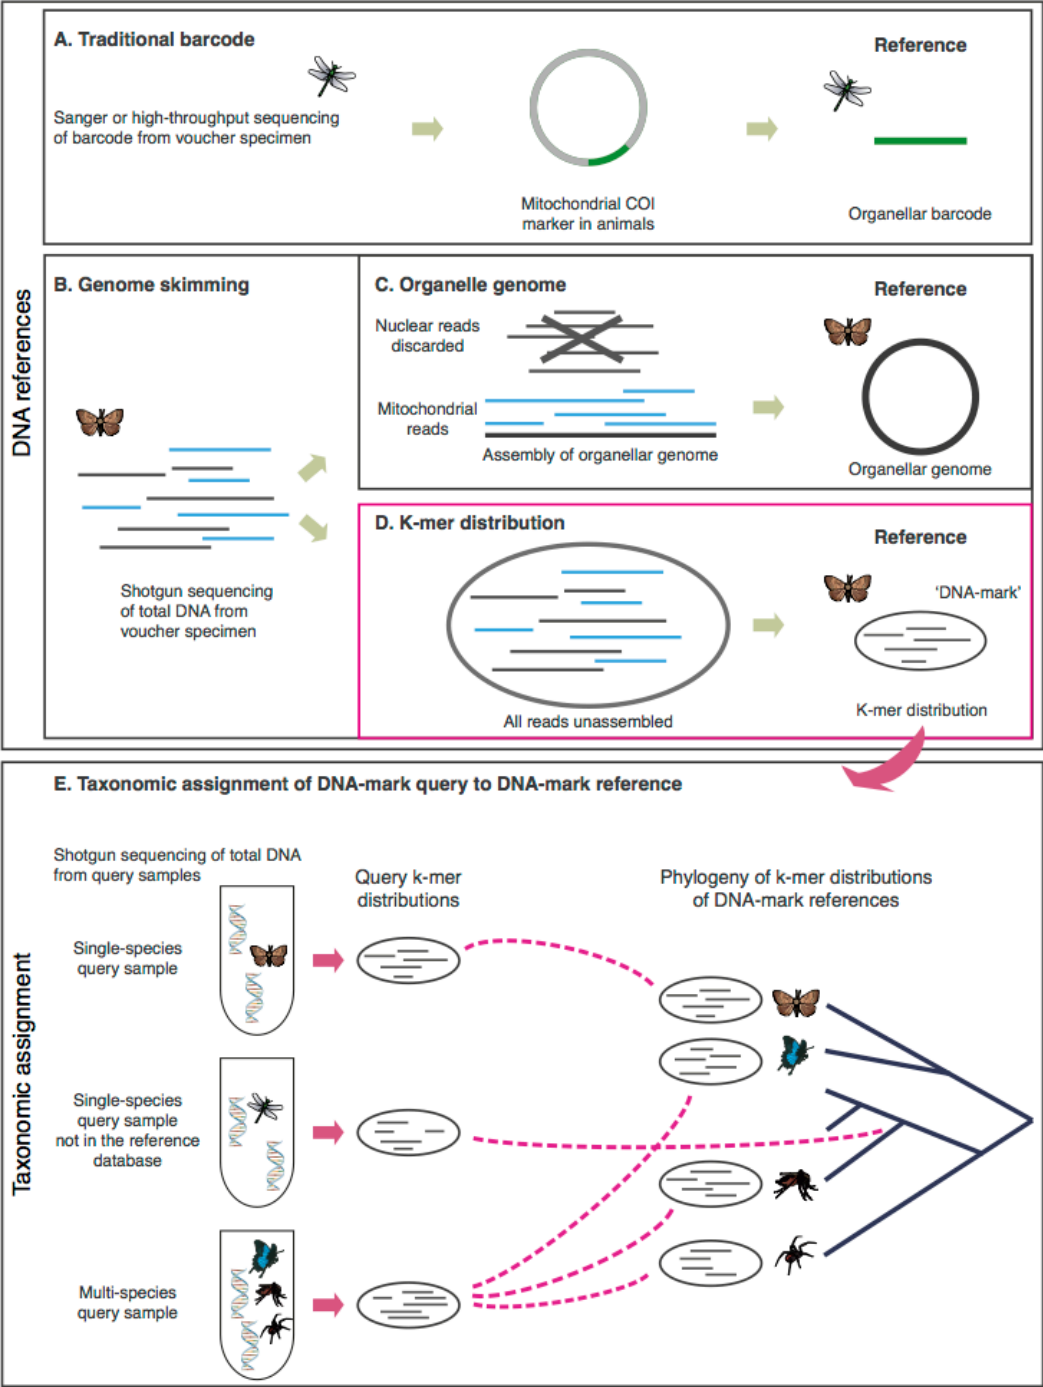 DNA references
A. Traditional barcode
Sanger or high-throughput sequencing
of barcode from voucher specimen
Mitochondrial COI
marker in animals
Reference
Organellar barcode
B. Genome skimming
Shotgun sequencing
of total DNA from
voucher specimen
C. Organelle genome
Nuclear reads
discarded
Mitochondrial
reads
Assembly of organellar genome
Reference
Organellar genome
D. K-mer distribution
All reads unassembled
Reference
‘DNA-mark’
K-mer distribution
Taxonomic assignment
E. Taxonomic assignment of DNA-mark query to DNA-mark reference
Shotgun sequencing of total DNA
from query samples
Query k-mer
distributions
Phylogeny of k-mer distributions
of DNA-mark references
Single-species
query sample
Single-species
query sample
not in the reference
database
Multi-species
query sample